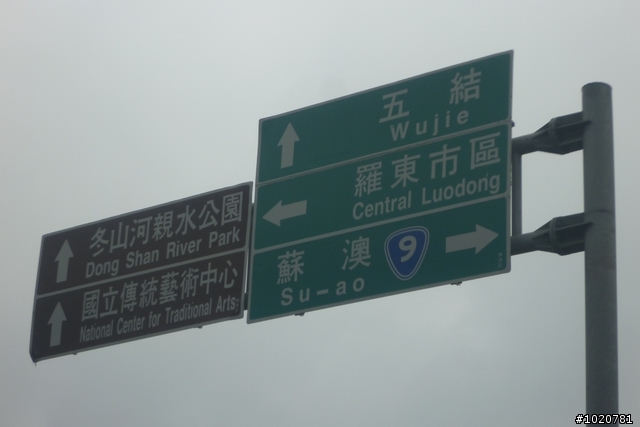 五結
Wujie
羅東市區
Central Luodong
蘇澳 9
Su-ao
冬山河親水公園
Dong Shan River Park
國立傳統藝術中心
National Center for Traditional Arts
#1020781